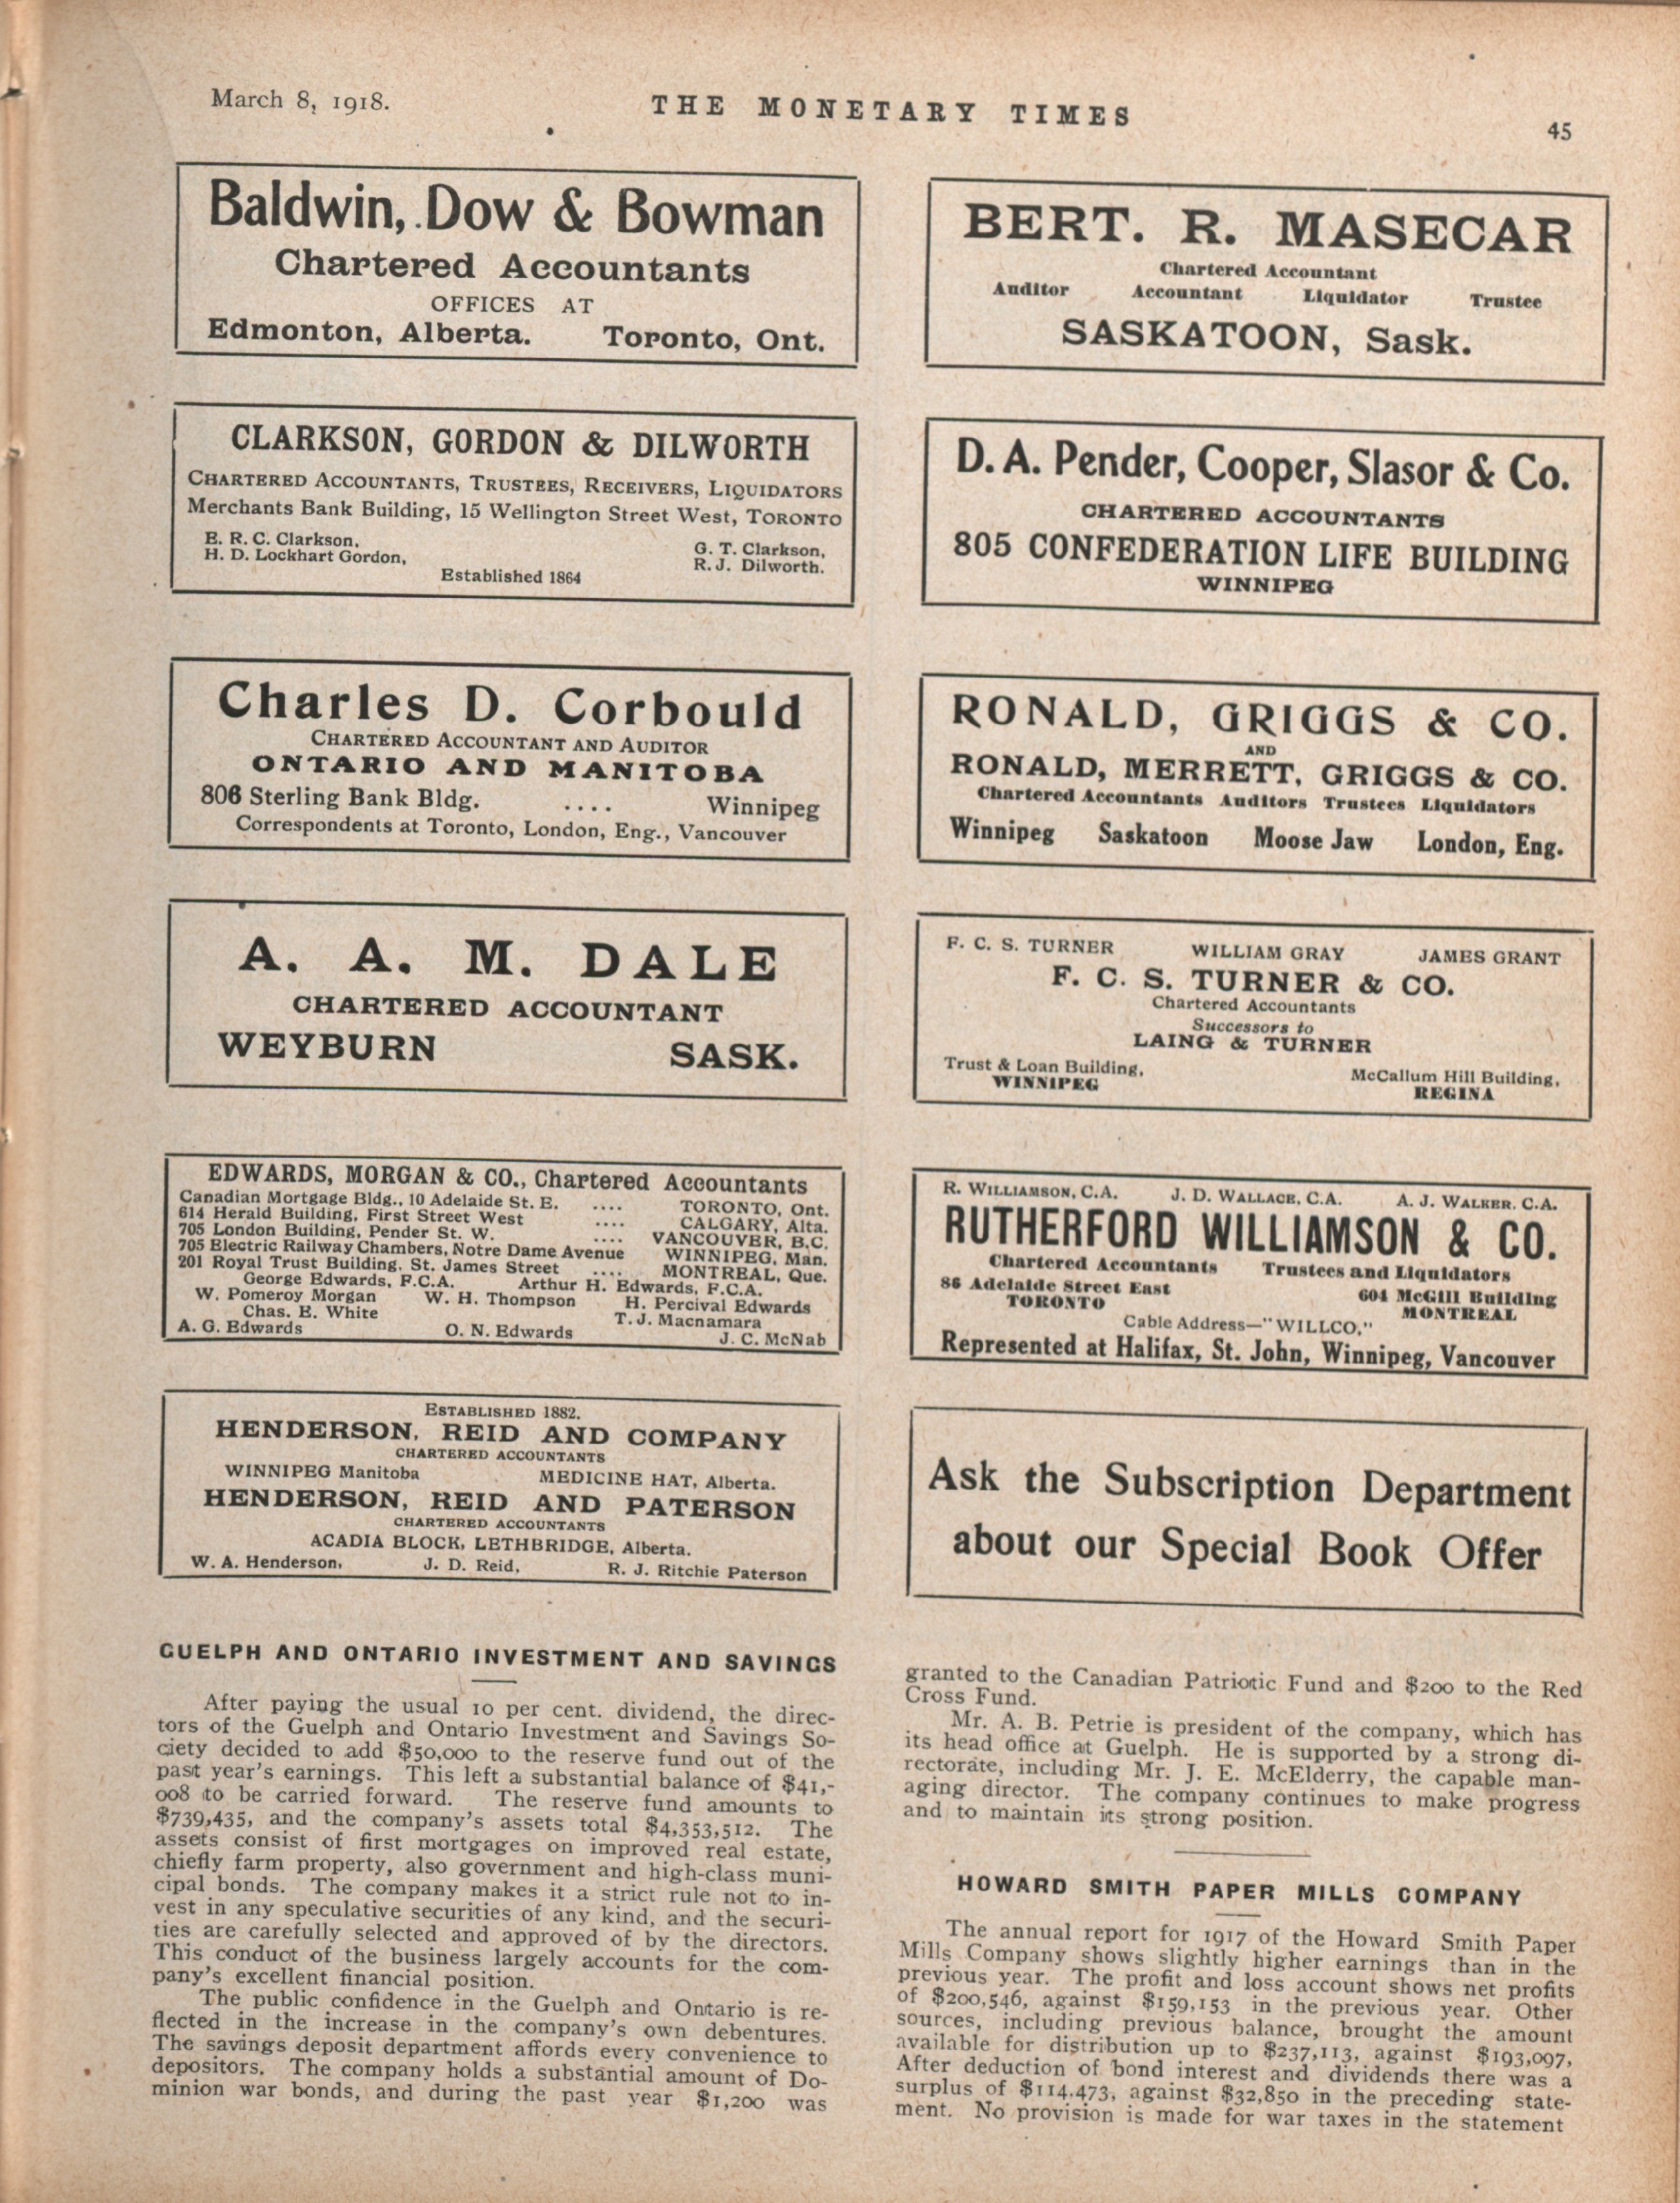 March 8, 1918.
THE MONETARY TIMES
45
Baldwin, Dow & Bowman
Chartered Accountants
OFFICES AT
Edmonton, Alberta. Toronto, Ont.
CLARKSON, GORDON & DILWORTH
CHARTERED ACCOUNTANTS, TRUSTEES, RECEIVERS, LIQUIDATORS
Merchants Bank Building, 15 Wellington Street West, TORONTO
E. R. C. Clarkson, G. T. Clarkson,
H. D. Lockhart Gordon, R. J. Dilworth.
Established 1864
Charles D. Corbould
CHARTERED ACCOUNTANT AND AUDITOR
ONTARIO AND MANITOBA
806 Sterling Bank Bldg. .... Winnipeg
Correspondents at Toronto, London, Eng., Vancouver
A. A. M. DALE
CHARTERED ACCOUNTANT
WEYBURN SASK.
EDWARDS, MORGAN & CO., Chartered Accountants
Canadian Mortgage Bldg., 10 Adelaide St. E. .... TORONTO, Ont.
614 Herald Building, First Street West .... CALGARY, Alta.
705 London Building, Pender St. W. .... VANCOUVER, B.C.
705 Electric Railway Chambers, Notre Dame Avenue WINNIPEG, Man.
201 Royal Trust Building, St. James Street .... MONTREAL, Que.
George Edwards, F.C.A. Arthur H. Edwards, F.C.A.
W. Pomeroy Morgan W. H. Thompson H. Percival Edwards
Chas. E. White T. J. Macnamara
A. G. Edwards O. N. Edwards J. C. McNab
ESTABLISHED 1882.
HENDERSON, REID AND COMPANY
CHARTERED ACCOUNTANTS
WINNIPEG Manitoba MEDICINE HAT, Alberta.
HENDERSON, REID AND PATERSON
CHARTERED ACCOUNTANTS
ACADIA BLOCK, LETHBRIDGE, Alberta.
W. A. Henderson, J. D. Reid, R. J. Ritchie Paterson
BERT. R. MASECAR
Chartered Accountant
Auditor Accountant Liquidator Trustee
SASKATOON, Sask.
D. A. Pender, Cooper, Slasor & Co.
CHARTERED ACCOUNTANTS
805 CONFEDERATION LIFE BUILDING
WINNIPEG
RONALD, GRIGGS & CO.
AND
RONALD, MERRETT, GRIGGS & CO.
Chartered Accountants Auditors Trustees Liquidators
Winnipeg Saskatoon Moose Jaw London, Eng.
F. C. S. TURNER WILLIAM GRAY JAMES GRANT
F. C. S. TURNER & CO.
Chartered Accountants
Successors to
LAING & TURNER
Trust & Loan Building, McCallum Hill Building,
WINNIPEG REGINA
R. WILLIAMSON, C.A. J. D. WALLACE, C.A. A. J. WALKER, C.A.
RUTHERFORD WILLIAMSON & CO.
Chartered Accountants Trustees and Liquidators
86 Adelaide Street East 604 McGill Building
TORONTO MONTREAL
Cable Address—"WILLCO."
Represented at Halifax, St. John, Winnipeg, Vancouver
Ask the Subscription Department
about our Special Book Offer
GUELPH AND ONTARIO INVESTMENT AND SAVINGS
After paying the usual 10 per cent. dividend, the direc-
tors of the Guelph and Ontario Investment and Savings So-
ciety decided to add $50,000 to the reserve fund out of the
past year's earnings. This left a substantial balance of $41,-
008 to be carried forward. The reserve fund amounts to
$739,435, and the company's assets total $4,353,512. The
assets consist of first mortgages on improved real estate,
chiefly farm property, also government and high-class muni-
cipal bonds. The company makes it a strict rule not to in-
vest in any speculative securities of any kind, and the securi-
ties are carefully selected and approved of by the directors.
This conduct of the business largely accounts for the com-
pany's excellent financial position.
The public confidence in the Guelph and Ontario is re-
flected in the increase in the company's own debentures.
The savings deposit department affords every convenience to
depositors. The company holds a substantial amount of Do-
minion war bonds, and during the past year $1,200 was
granted to the Canadian Patriotic Fund and $200 to the Red
Cross Fund.
Mr. A. B. Petrie is president of the company, which has
its head office at Guelph. He is supported by a strong di-
rectorate, including Mr. J. E. McElderry, the capable man-
aging director. The company continues to make progress
and to maintain its strong position.
HOWARD SMITH PAPER MILLS COMPANY
The annual report for 1917 of the Howard Smith Paper
Mills Company shows slightly higher earnings than in the
previous year. The profit and loss account shows net profits
of $200,546, against $159,153 in the previous year. Other
sources, including previous balance, brought the amount
available for distribution up to $237,113, against $193,097,
After deduction of bond interest and dividends there was a
surplus of $114,473, against $32,850 in the preceding state-
ment. No provision is made for war taxes in the statement